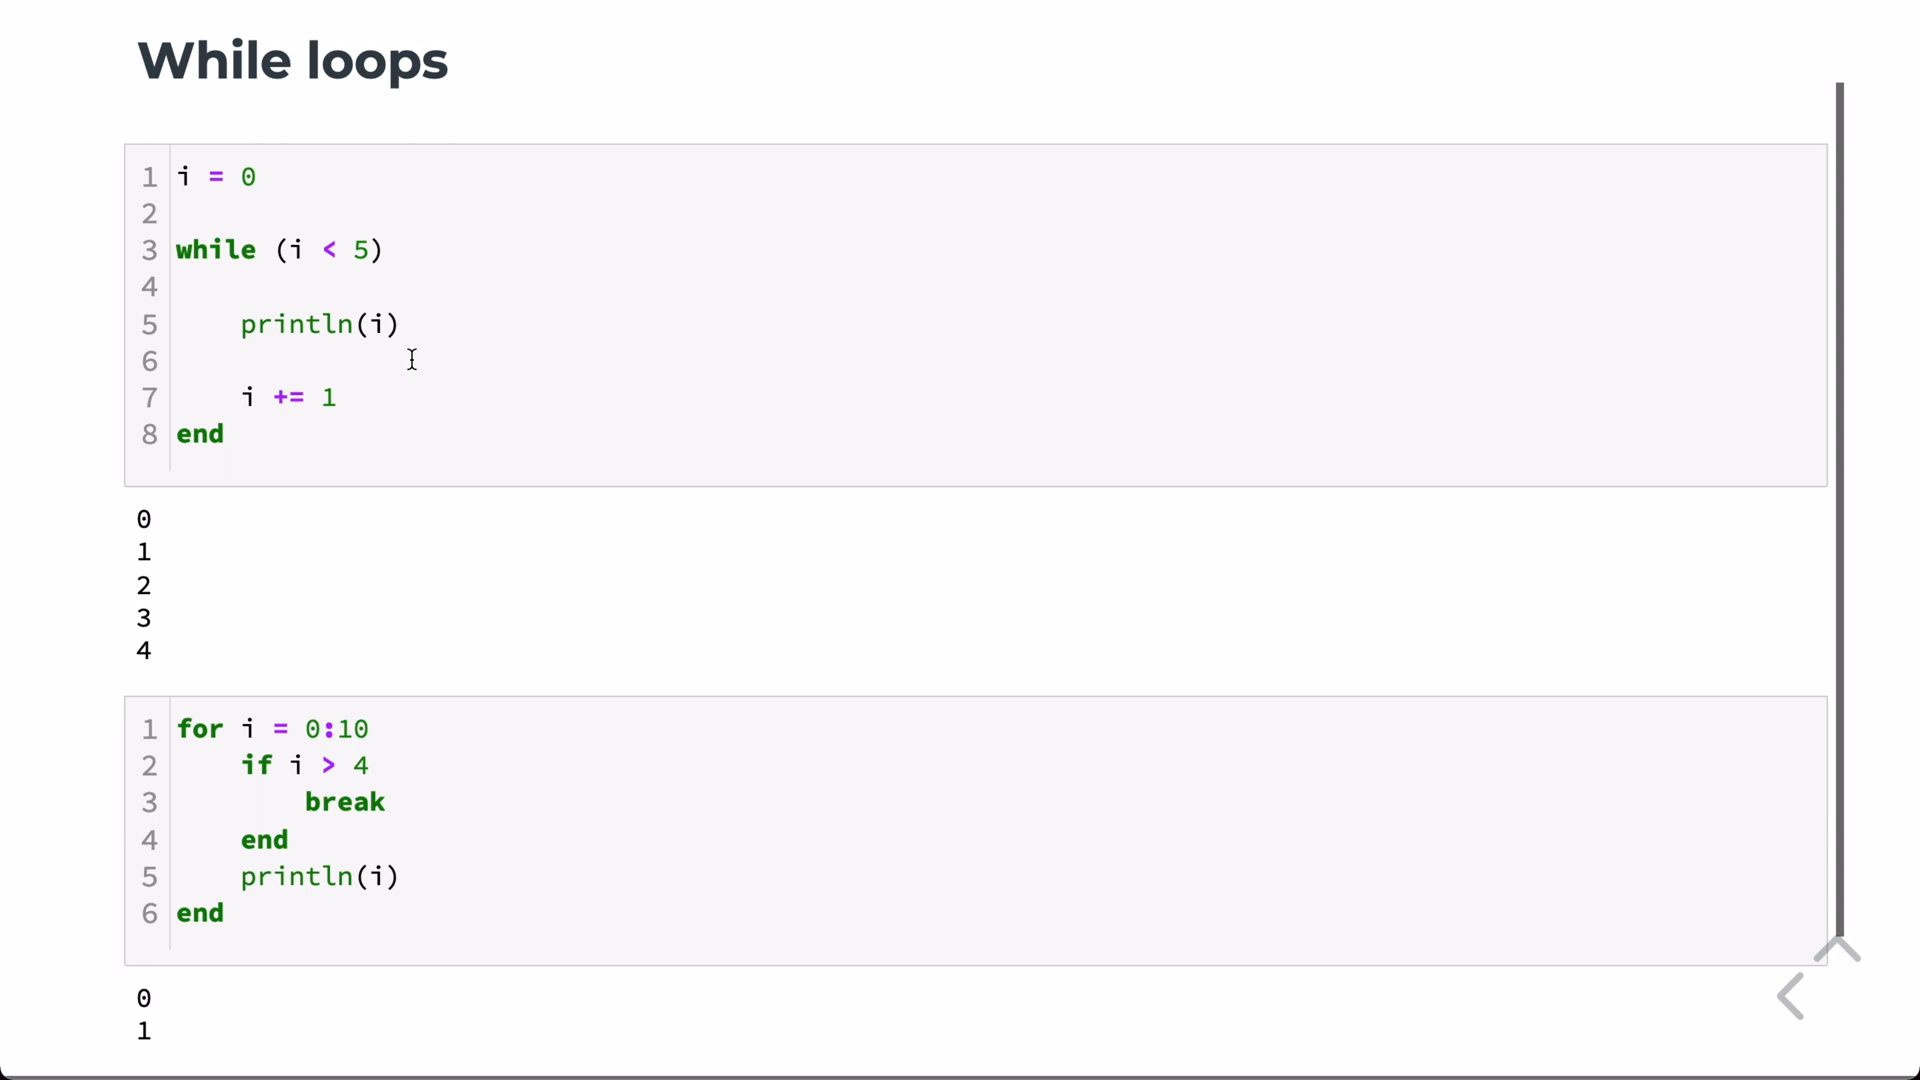 While loops
1 i = 0
2
3 while (i < 5)
4
5     println(i)
6
7     i += 1
8 end
0
1
2
3
4
1 for i = 0:10
2     if i > 4
3         break
4     end
5     println(i)
6 end
0
1